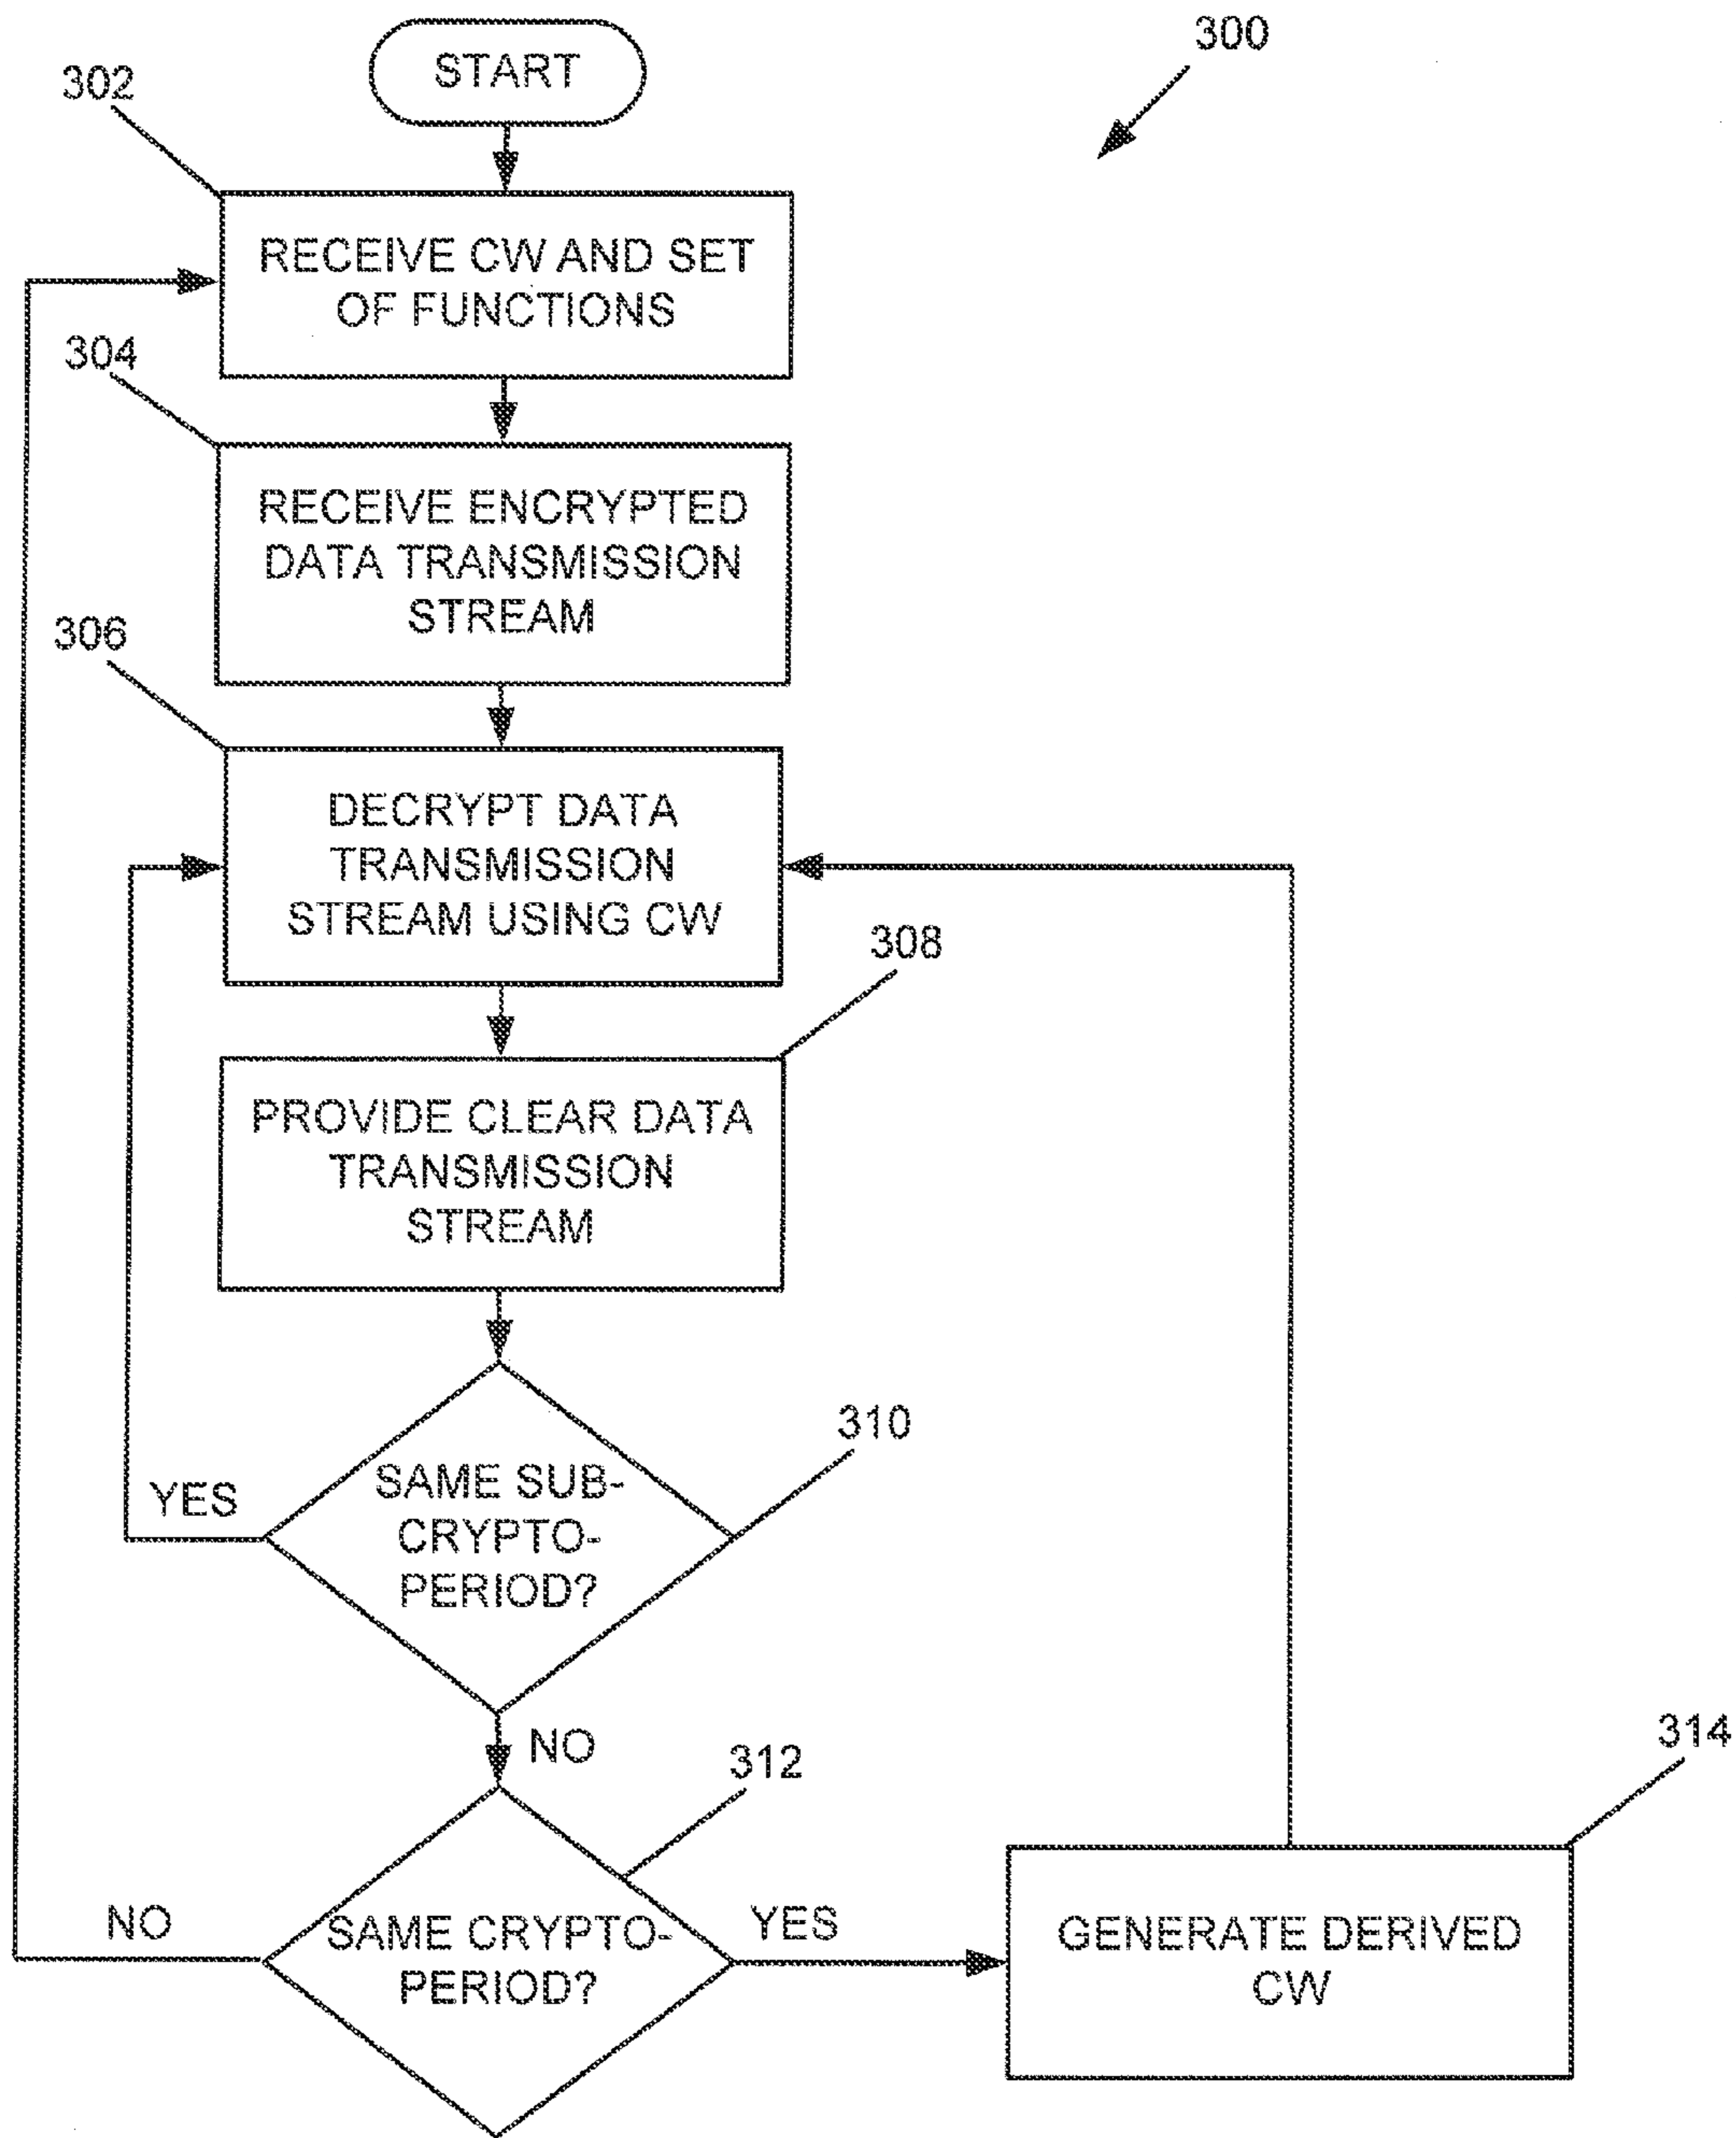 START
300
302
RECEIVE CW AND SET
OF FUNCTIONS
304
RECEIVE ENCRYPTED
DATA TRANSMISSION
STREAM
306
DECRYPT DATA
TRANSMISSION
STREAM USING CW
308
PROVIDE CLEAR DATA
TRANSMISSION
STREAM
310
SAME SUB-
CRYPTO-
PERIOD?
YES
NO
312
314
SAME CRYPTO-
PERIOD?
NO
YES
GENERATE DERIVED
CW